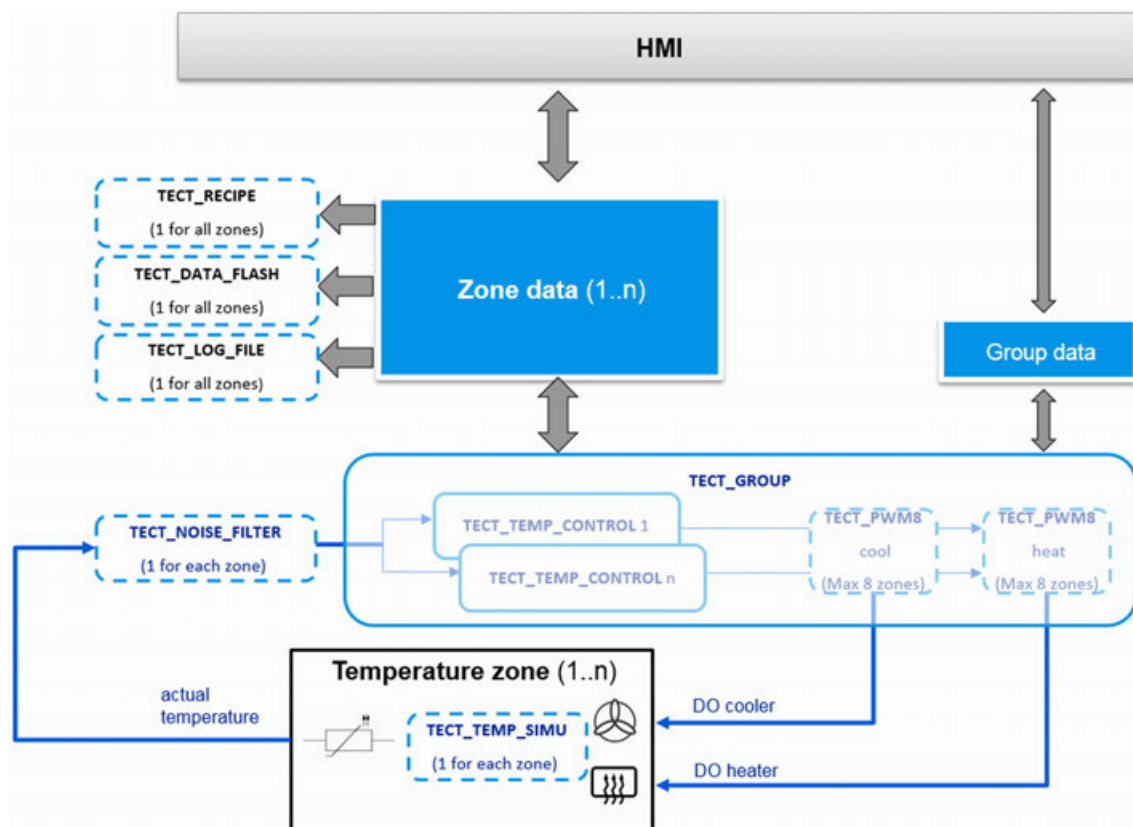 HMI
TECT_RECIPE
(1 for all zones)
TECT_DATA_FLASH
(1 for all zones)
TECT_LOG_FILE
(1 for all zones)
Zone data (1..n)
Group data
TECT_GROUP
TECT_NOISE_FILTER
(1 for each zone)
TECT_TEMP_CONTROL 1
TECT_TEMP_CONTROL n
TECT_PWM8
cool
(Max 8 zones)
TECT_PWM8
heat
(Max 8 zones)
Temperature zone (1..n)
actual
temperature
TECT_TEMP_SIMU
(1 for each zone)
DO cooler
DO heater